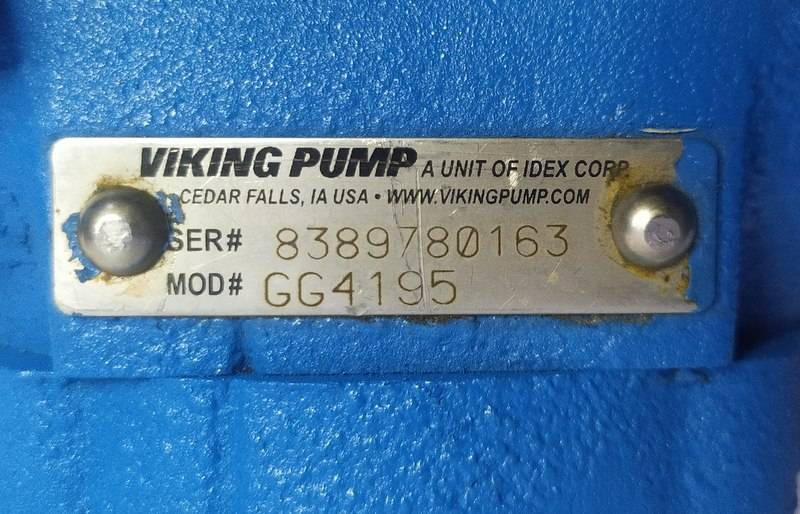 VIKING PUMP A UNIT OF IDEX CORP.
CEDAR FALLS, IA USA • WWW.VIKINGPUMP.COM
SER# 8389780163
MOD# GG4195